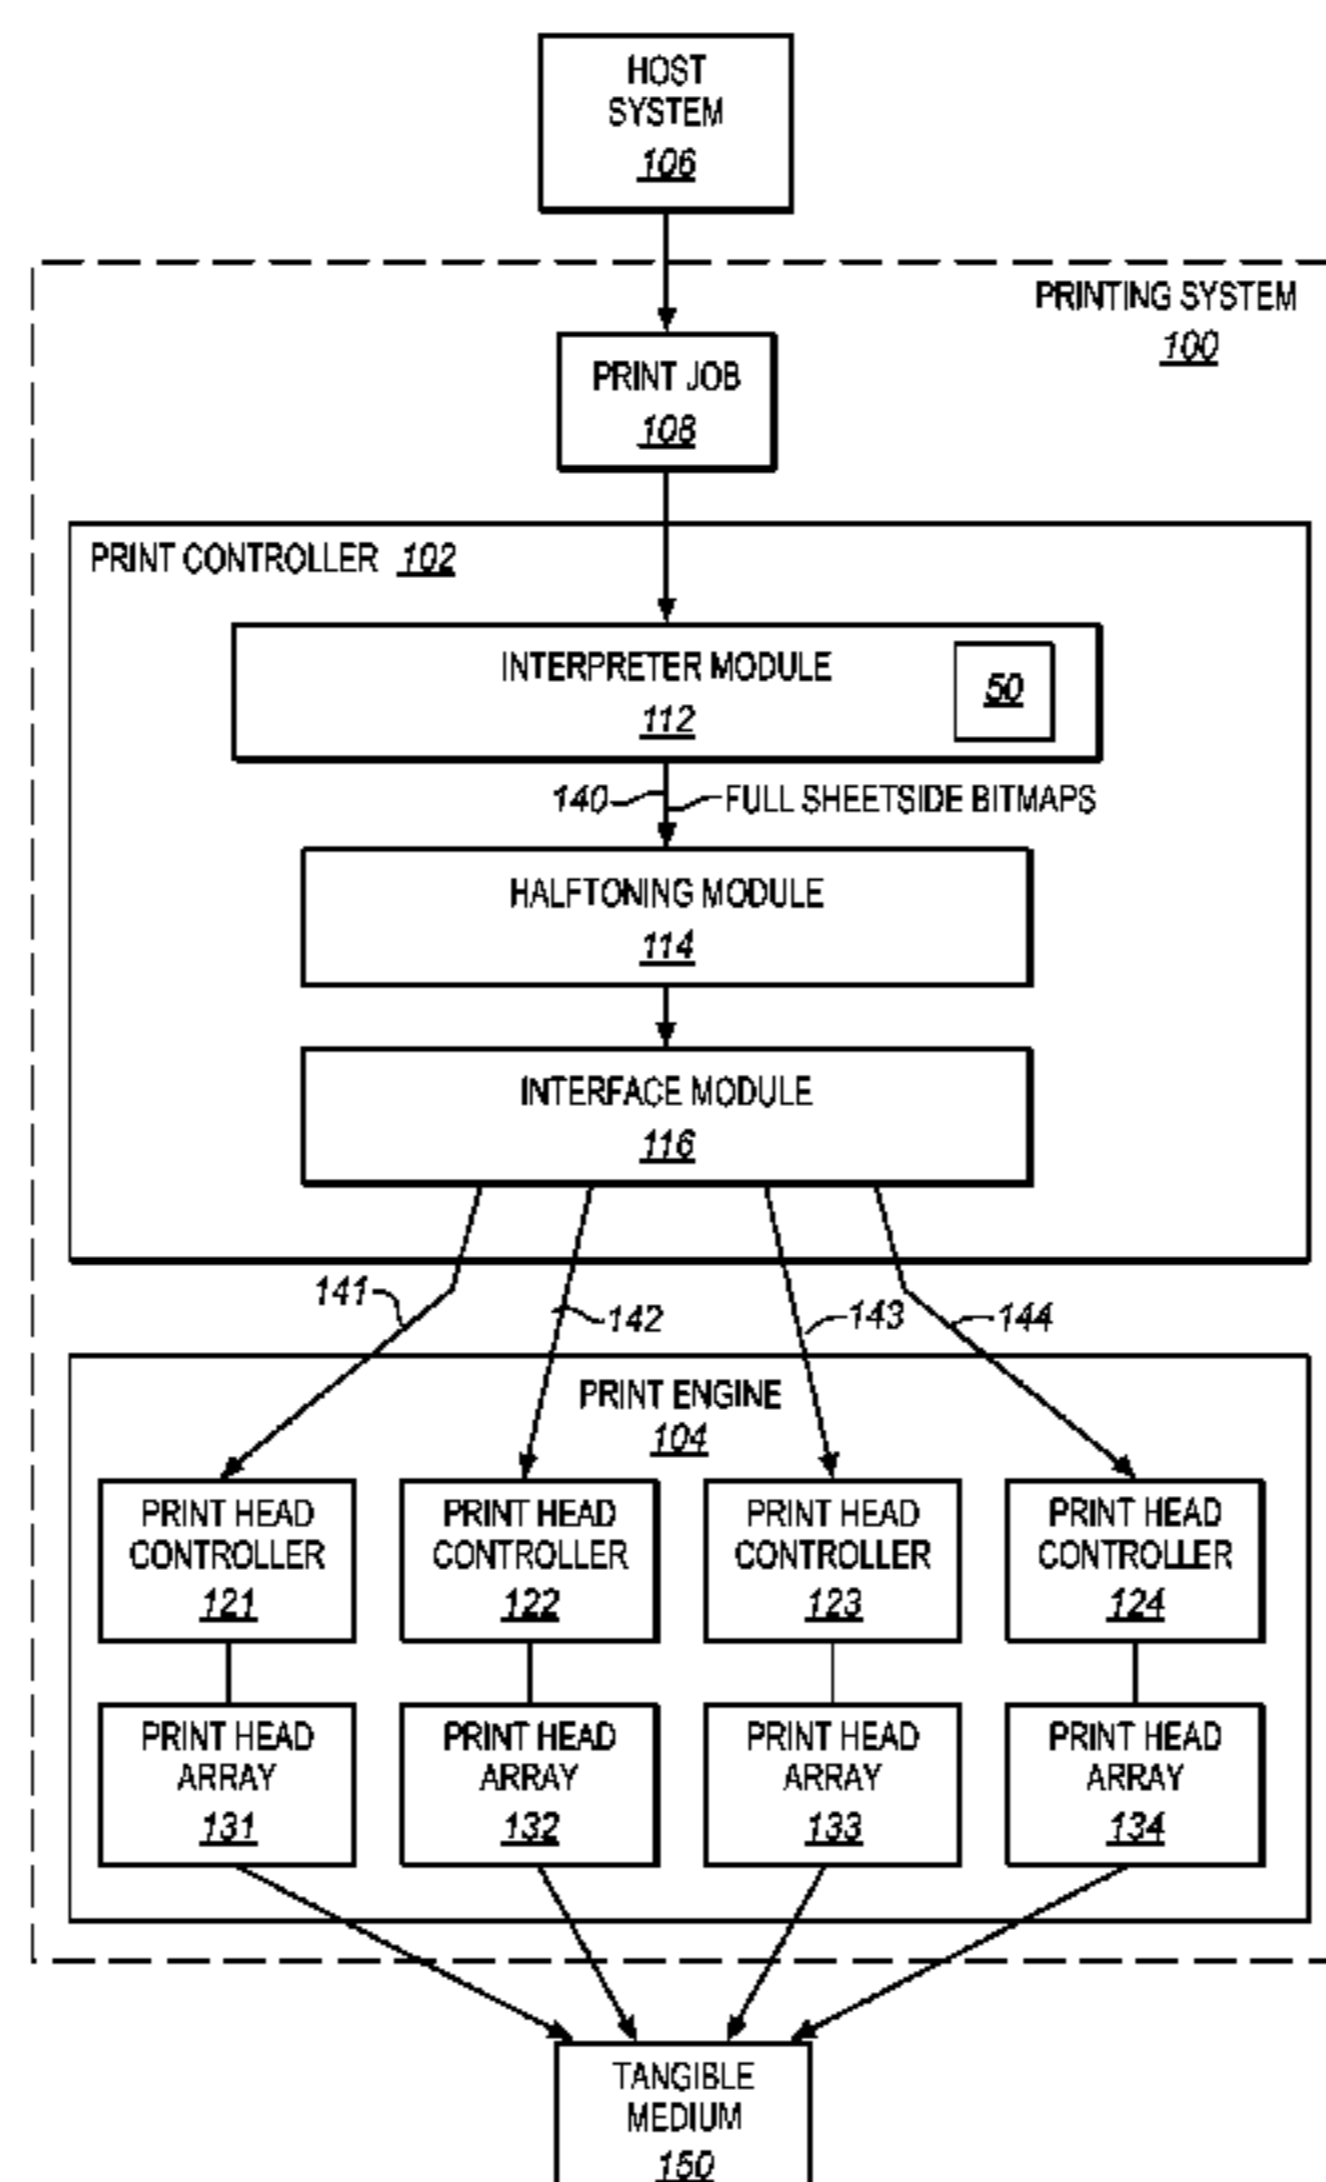 HOST
SYSTEM
106
PRINTING SYSTEM
100
PRINT JOB
108
PRINT CONTROLLER 102
INTERPRETER MODULE
112
50
140
FULL SHEETSIDE BITMAPS
HALFTONING MODULE
114
INTERFACE MODULE
116
141
142
143
144
PRINT ENGINE
104
PRINT HEAD
CONTROLLER
121
PRINT HEAD
CONTROLLER
122
PRINT HEAD
CONTROLLER
123
PRINT HEAD
CONTROLLER
124
PRINT HEAD
ARRAY
131
PRINT HEAD
ARRAY
132
PRINT HEAD
ARRAY
133
PRINT HEAD
ARRAY
134
TANGIBLE
MEDIUM
150